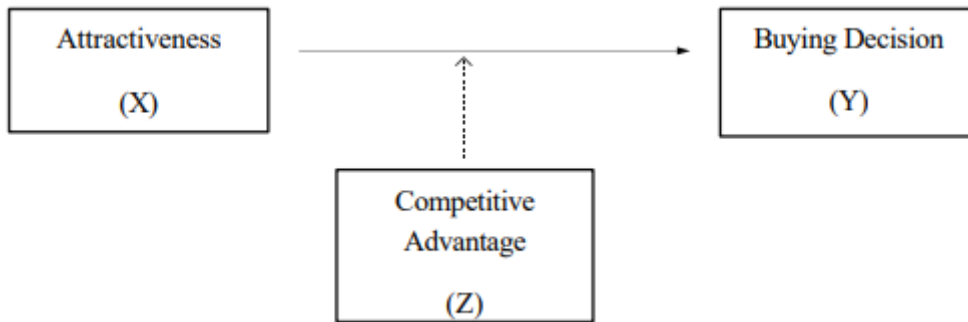 Attractiveness
(X)
Buying Decision
(Y)
Competitive
Advantage
(Z)